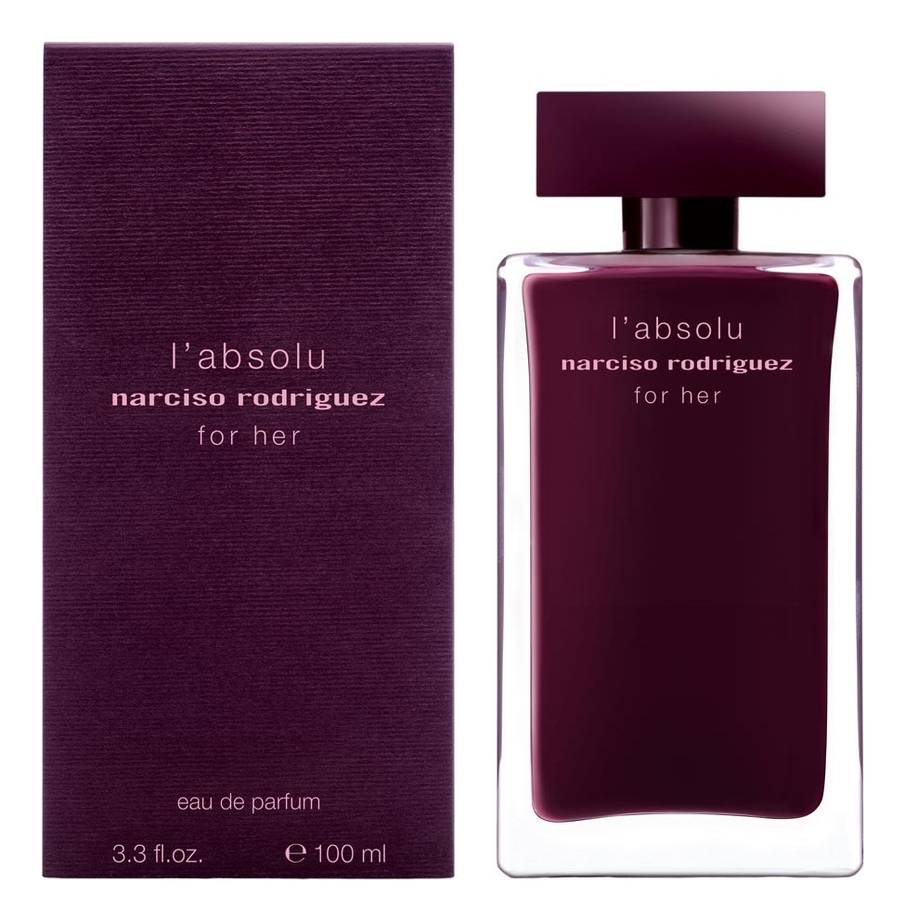 l'absolu
narciso rodriguez
for her
eau de parfum
3.3 fl.oz. ℮ 100 ml
l'absolu
narciso rodriguez
for her